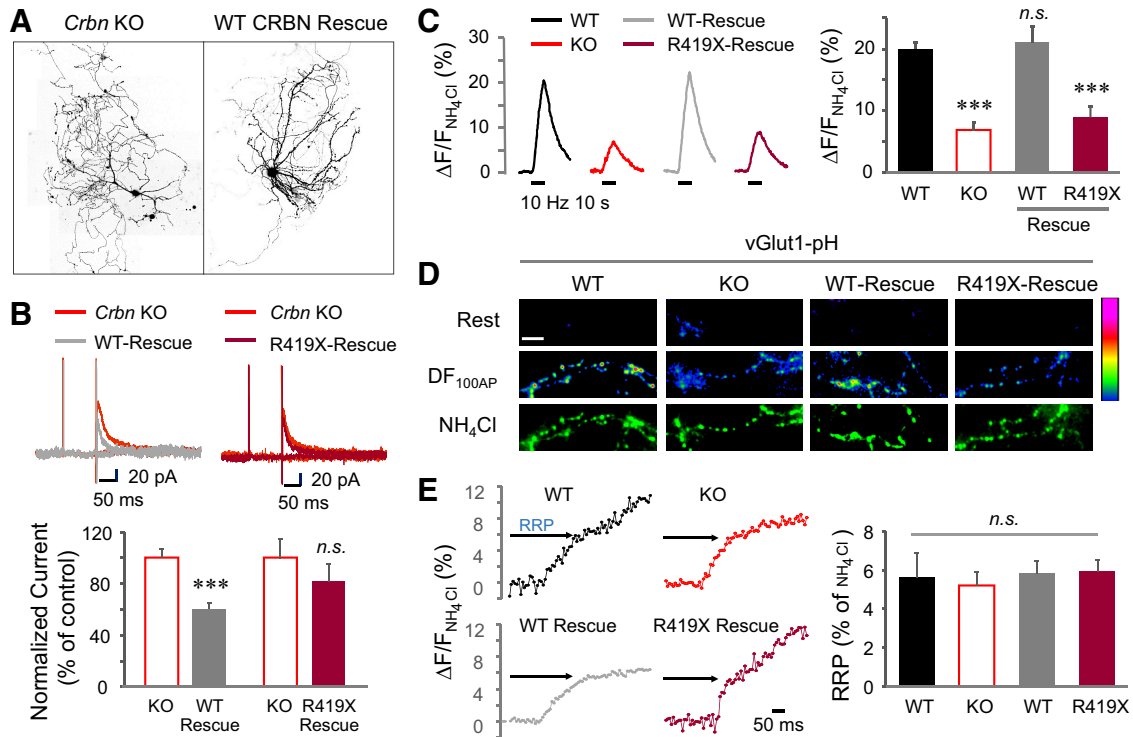 A
Crbn KO
WT CRBN Rescue
B
Crbn KO
WT-Rescue
Crbn KO
R419X-Rescue
20 pA
50 ms
20 pA
50 ms
Normalized Current
(% of control)
120
100
80
60
40
20
0
***
n.s.
KO
WT
Rescue
KO
R419X
Rescue
C
WT
KO
WT-Rescue
R419X-Rescue
ΔF/F NH4Cl (%)
30
20
10
0
10 Hz 10 s
ΔF/F NH4Cl (%)
20
10
0
***
n.s.
***
WT
KO
WT
R419X
Rescue
vGlut1-pH
D
WT
KO
WT-Rescue
R419X-Rescue
Rest
DF100AP
NH4Cl
E
ΔF/F NH4Cl (%)
12
8
4
0
WT
RRP
KO
12
8
4
0
WT Rescue
R419X Rescue
50 ms
RRP (% of NH4Cl)
8
6
4
2
0
n.s.
WT
KO
WT
R419X